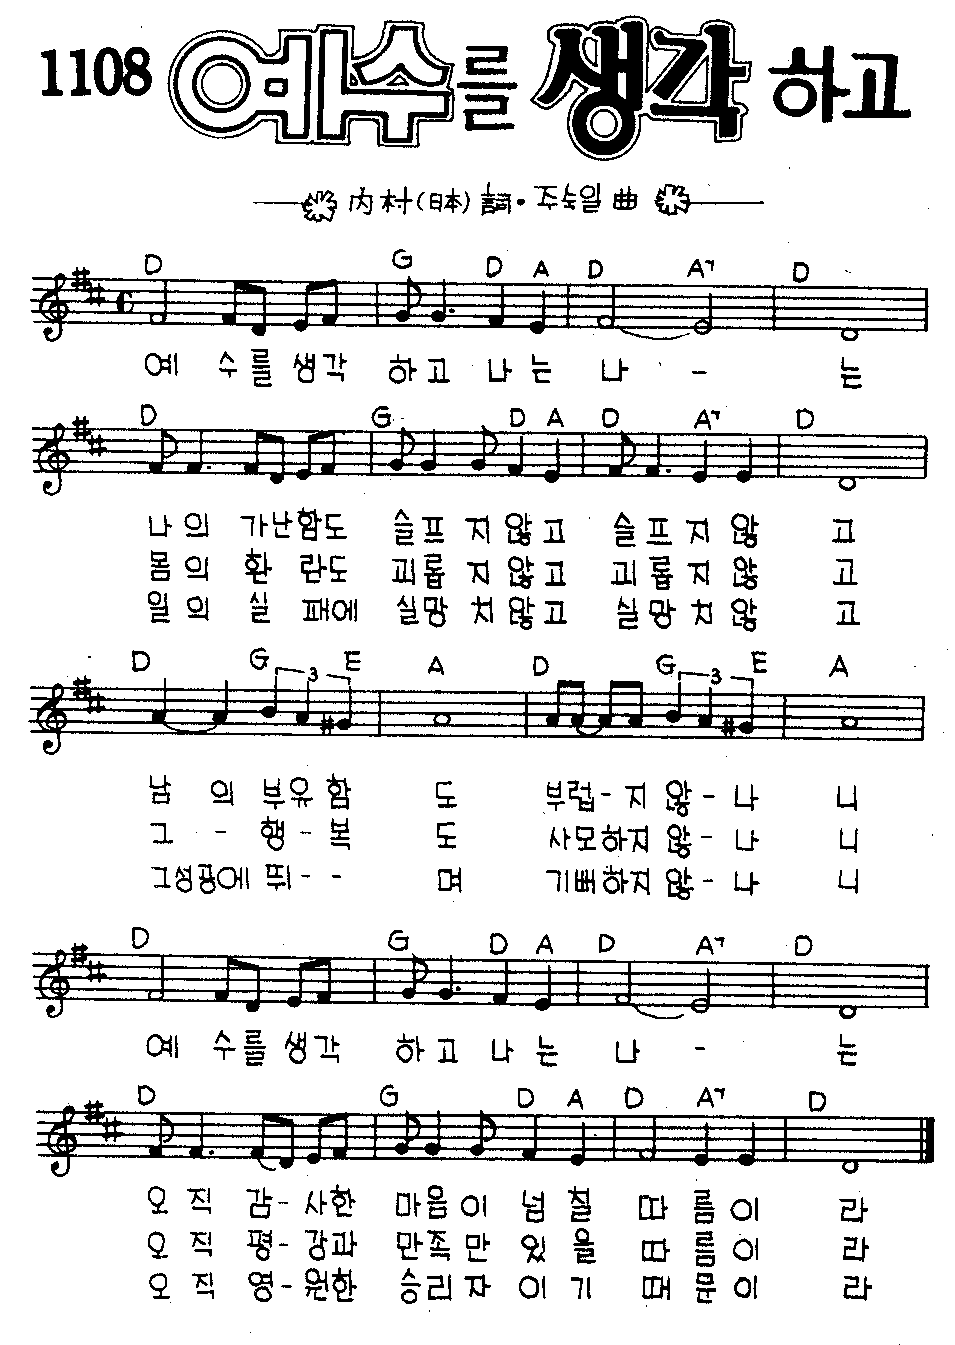 1108 예수를 생각 하고
内村(日本) 詞·주숙일 曲
D G D A D A7 D
예 수를 생각 하고 나는 나 - 는
D G D A D A7 D
나의 가난함도 슬프 지않고 슬프지않 고
몸의 환 란도 괴롭 지않고 괴롭지않 고
일의 실 패에 실망 치않고 실망치않 고
D G 3 E A D G 3 E A
남 의 부유 함 도 부럽-지 않-나 니
그 - 행-복 도 사모하지 않-나 니
그성공에 뛰-- 며 기뻐하지 않-나 니
D G D A D A7 D
예 수를 생각 하고 나는 나 - 는
D G D A D A7 D
오 직 감-사한 마음이 넘 칠 따 름이 라
오 직 평-강과 만족만 있 을 따 름이 라
오 직 영-원한 승리자 이 기 때 문이 라